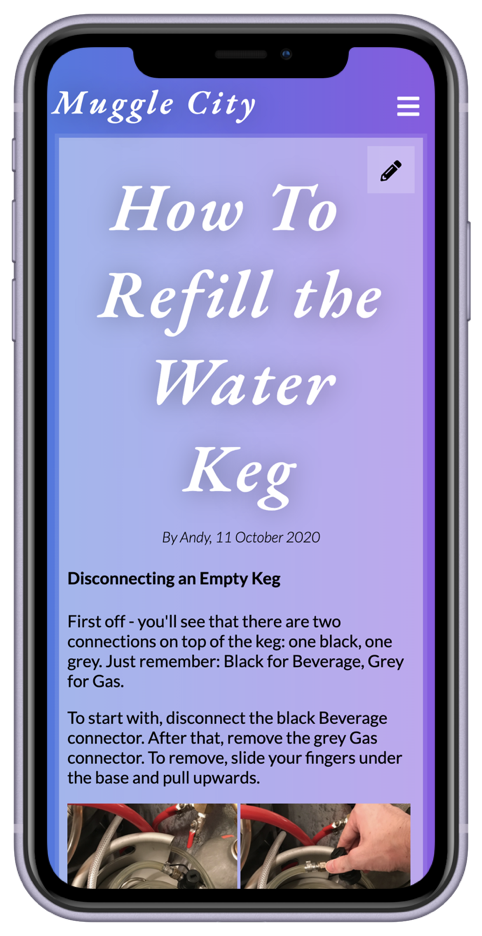 Muggle City
How To
Refill the
Water
Keg
By Andy, 11 October 2020
Disconnecting an Empty Keg
First off - you'll see that there are two
connections on top of the keg: one black, one
grey. Just remember: Black for Beverage, Grey
for Gas.
To start with, disconnect the black Beverage
connector. After that, remove the grey Gas
connector. To remove, slide your fingers under
the base and pull upwards.